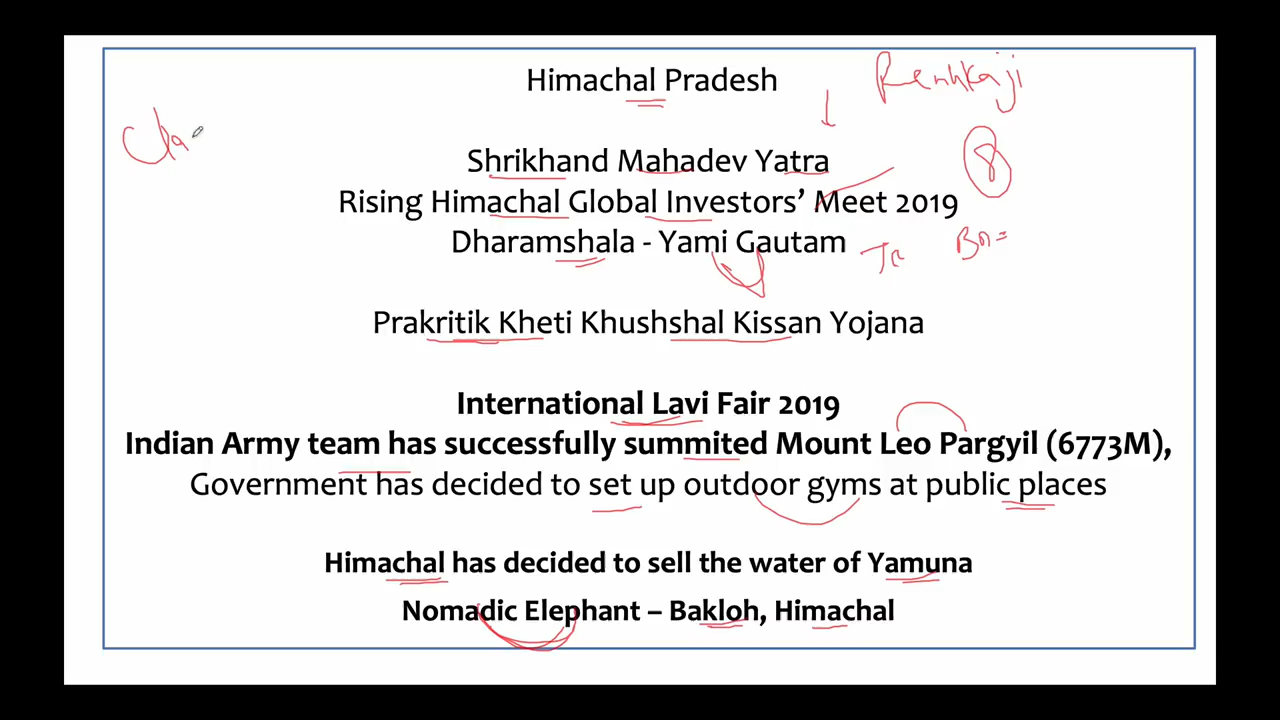 Himachal Pradesh
Renukaji
Shrikhand Mahadev Yatra
8
Rising Himachal Global Investors’ Meet 2019
Dharamshala - Yami Gautam
Prakritik Kheti Khushshal Kissan Yojana
International Lavi Fair 2019
Indian Army team has successfully summited Mount Leo Pargyil (6773M),
Government has decided to set up outdoor gyms at public places
Himachal has decided to sell the water of Yamuna
Nomadic Elephant – Bakloh, Himachal